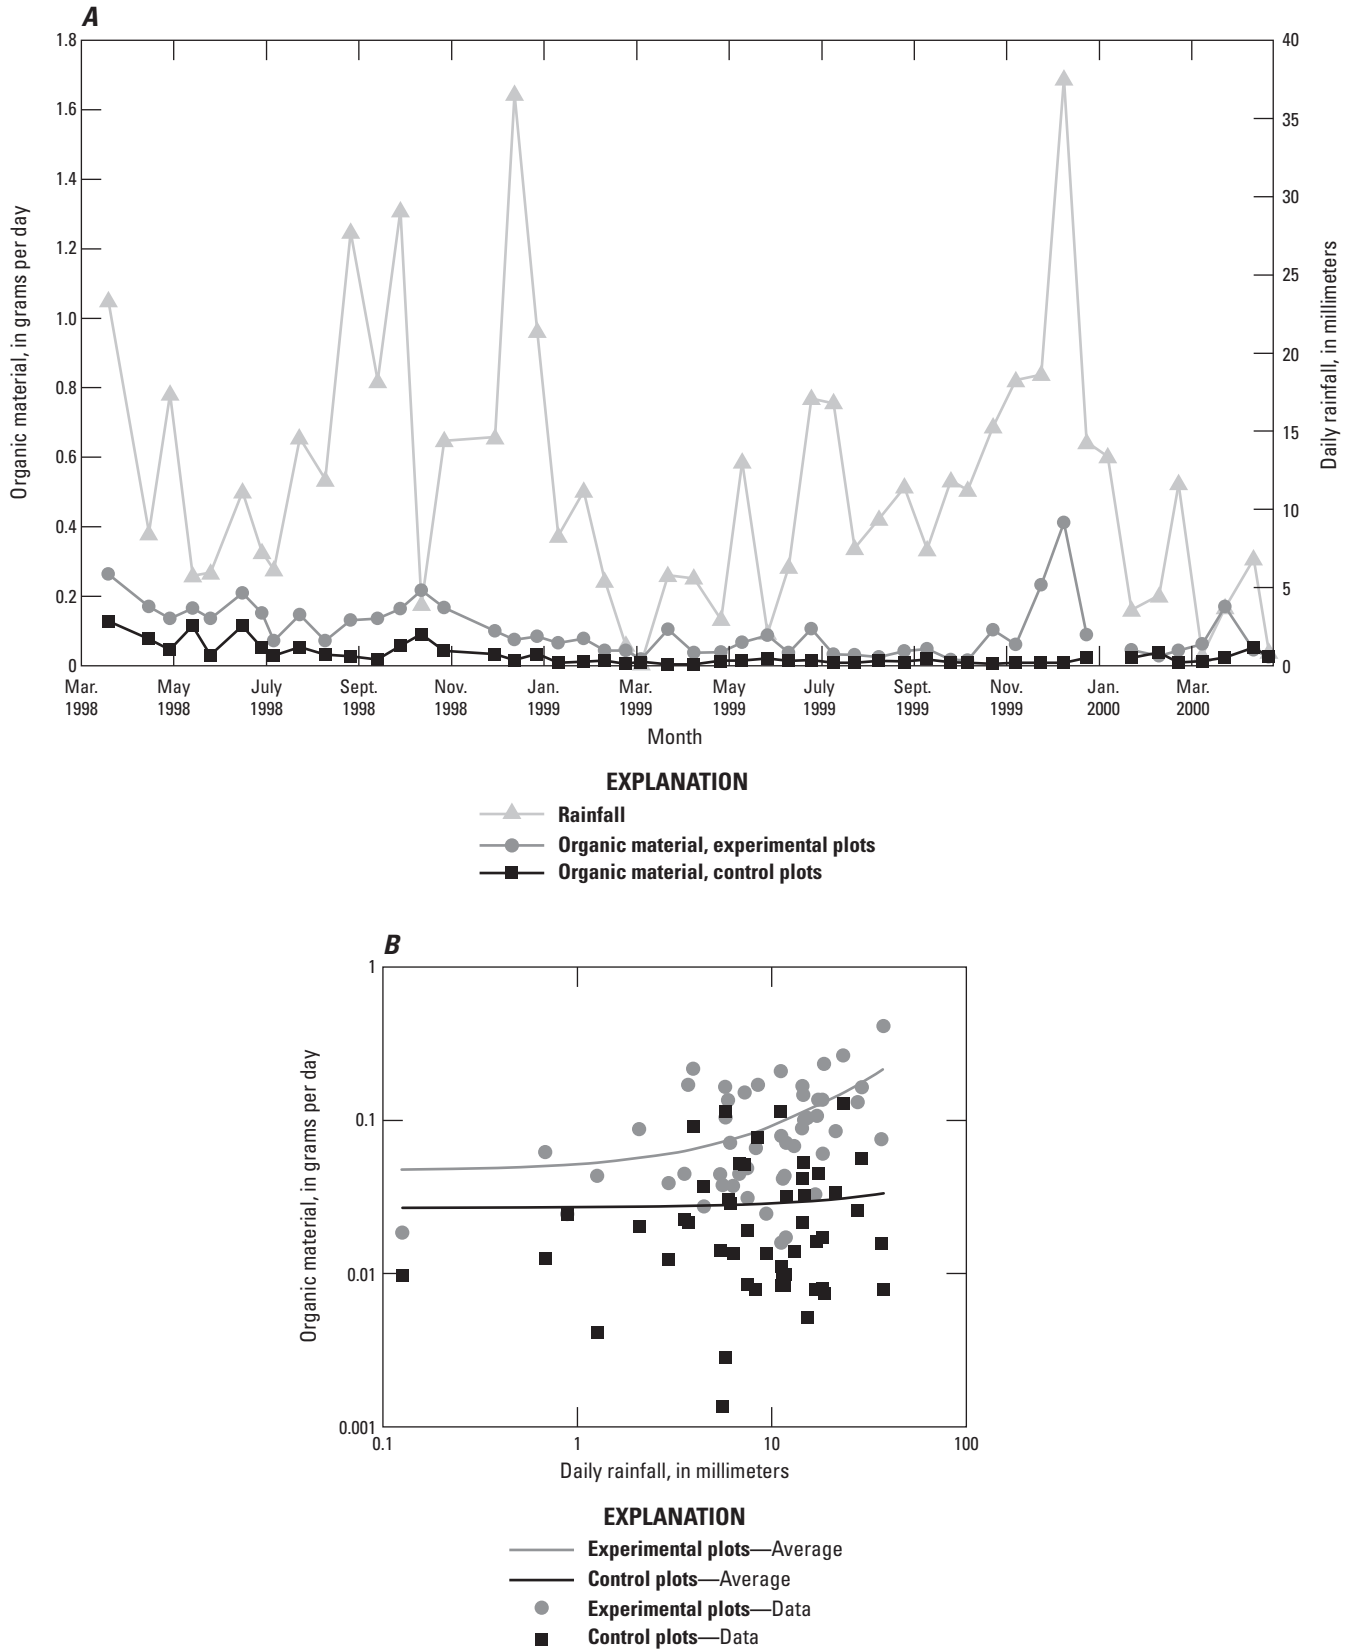 A
1.8
1.6
1.4
1.2
1.0
0.8
0.6
0.4
0.2
0
Organic material, in grams per day
40
35
30
25
20
15
10
5
0
Daily rainfall, in millimeters
Mar. May July Sept. Nov. Jan. Mar. May July Sept. Nov. Jan. Mar.
1998 1998 1998 1998 1998 1999 1999 1999 1999 1999 1999 2000 2000
Month
EXPLANATION
Rainfall
Organic material, experimental plots
Organic material, control plots
B
1
0.1
0.01
0.001
Organic material, in grams per day
0.1 1 10 100
Daily rainfall, in millimeters
EXPLANATION
Experimental plots—Average
Control plots—Average
Experimental plots—Data
Control plots—Data